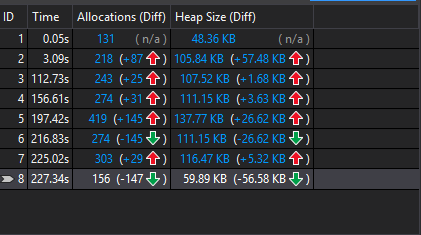 ID Time Allocations (Diff) Heap Size (Diff)
1 0.05s 131 ( n/a ) 48.36 KB ( n/a )
2 3.09s 218 (+87 ) 105.84 KB (+57.48 KB )
3 112.73s 243 (+25 ) 107.52 KB (+1.68 KB )
4 156.61s 274 (+31 ) 111.15 KB (+3.63 KB )
5 197.42s 419 (+145 ) 137.77 KB (+26.62 KB )
6 216.83s 274 (-145 ) 111.15 KB (-26.62 KB )
7 225.02s 303 (+29 ) 116.47 KB (+5.32 KB )
8 227.34s 156 (-147 ) 59.89 KB (-56.58 KB )